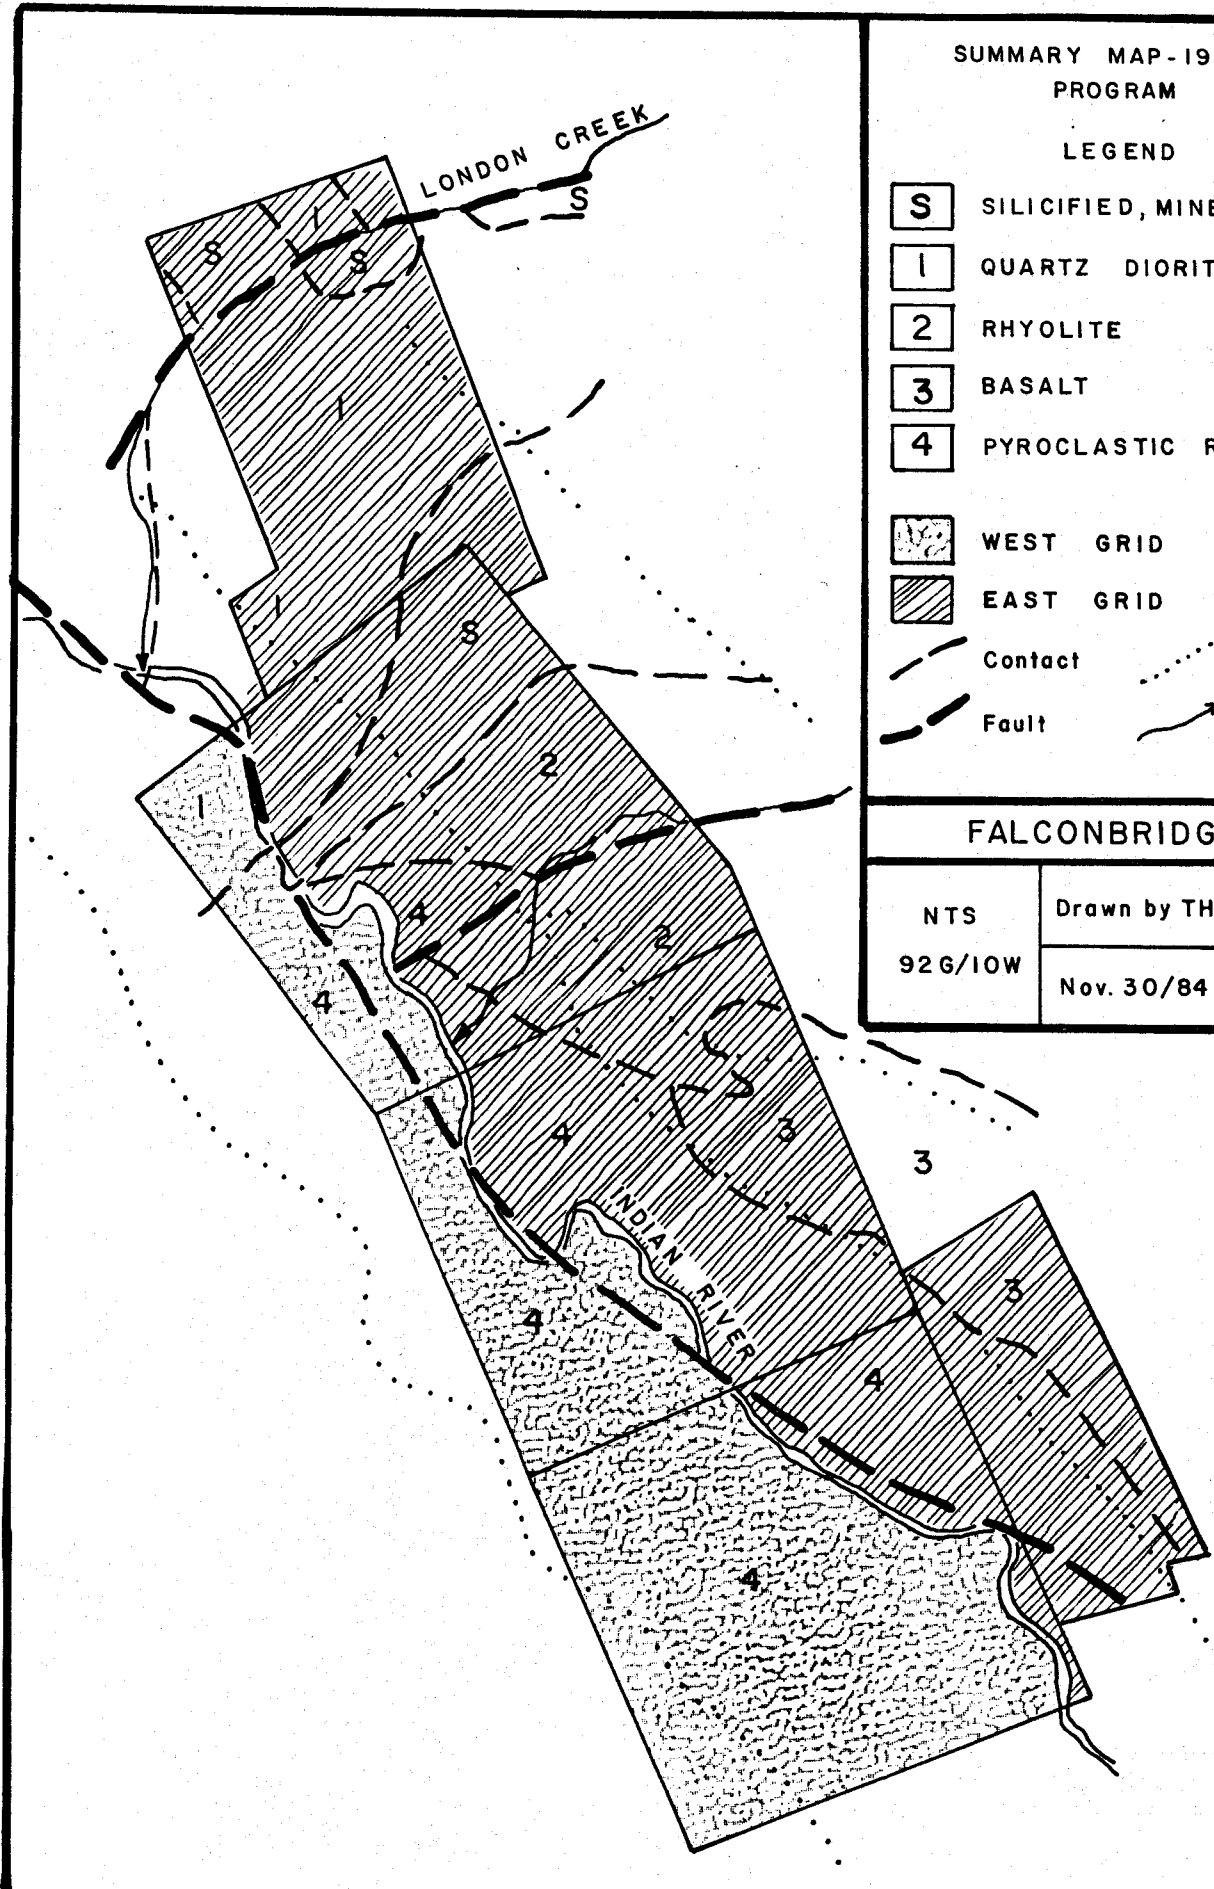 SUMMARY MAP-19
PROGRAM
LEGEND
S SILICIFIED, MINE
1 QUARTZ DIORIT
2 RHYOLITE
3 BASALT
4 PYROCLASTIC R
WEST GRID
EAST GRID
Contact
Fault
FALCONBRIDG
NTS
92G/10W
Drawn by TH
Nov. 30/84
LONDON CREEK
S
1
S
S
1
1
S
2
1
4
2
4
4
3
3
INDIAN RIVER
3
4
4
4